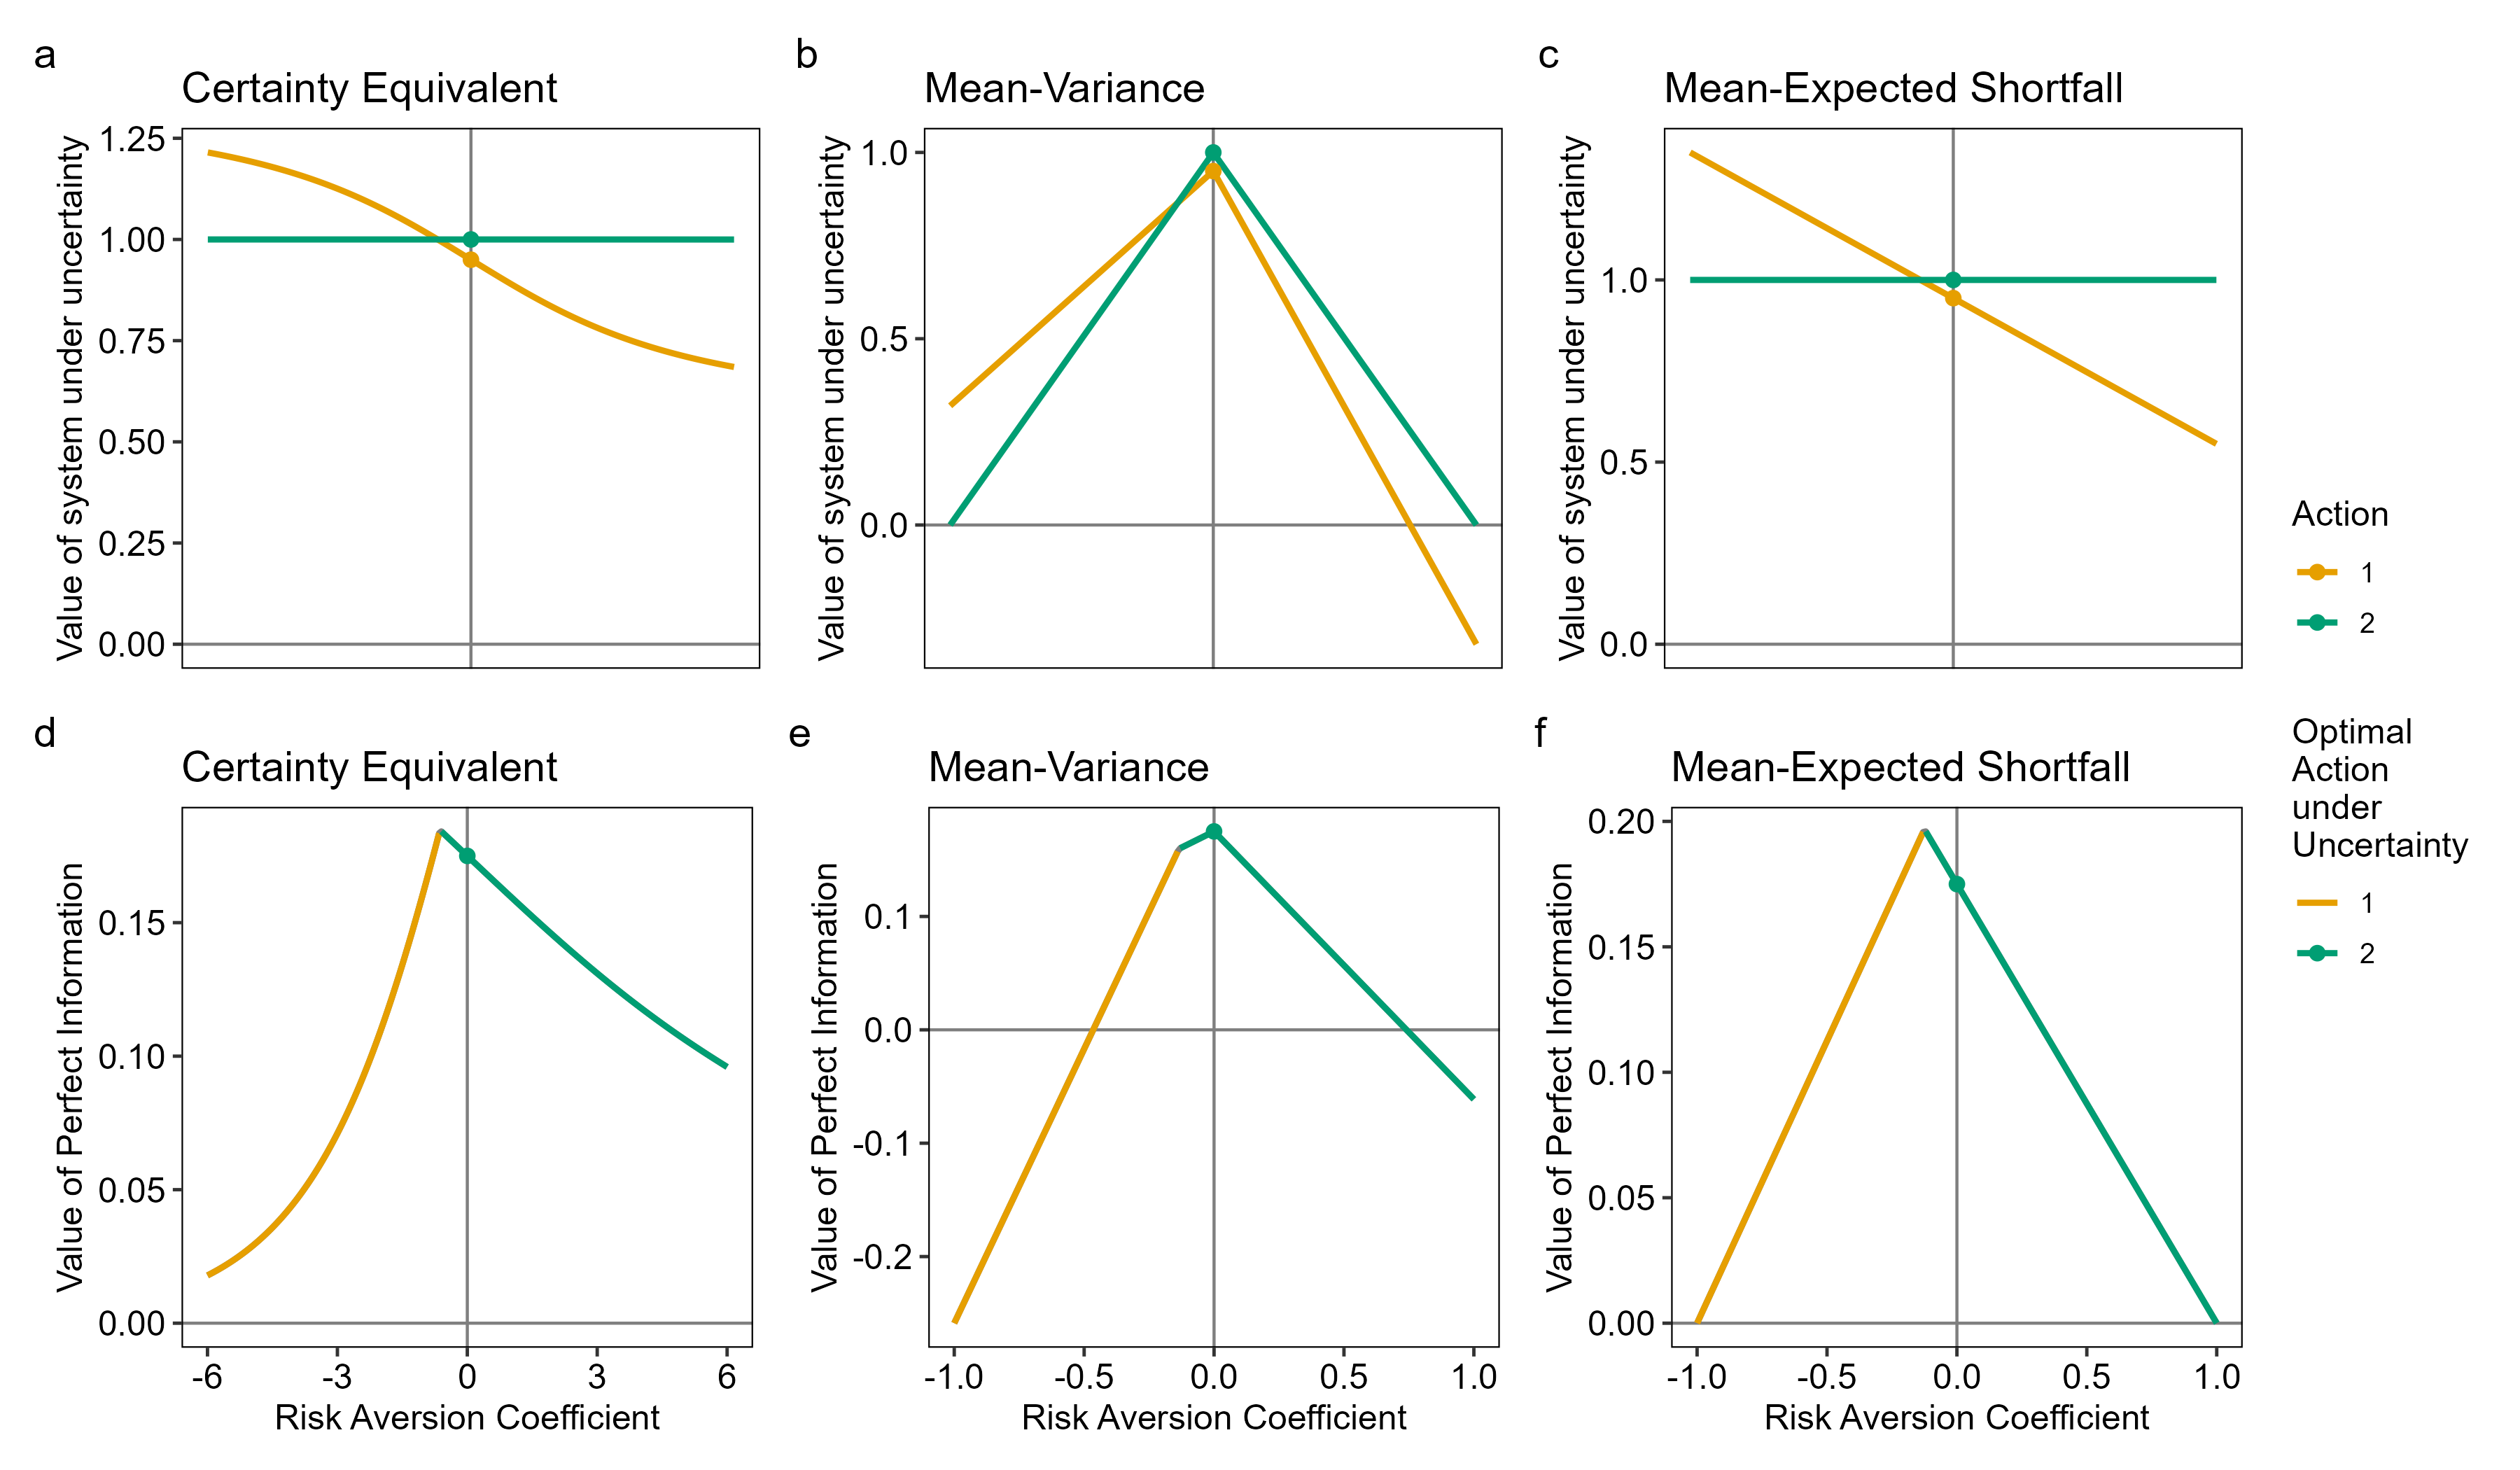 a
Certainty Equivalent
Value of system under uncertainty
1.25
1.00
0.75
0.50
0.25
0.00
b
Mean-Variance
Value of system under uncertainty
1.0
0.5
0.0
c
Mean-Expected Shortfall
Value of system under uncertainty
1.0
0.5
0.0
Action
1
2
d
Certainty Equivalent
Value of Perfect Information
0.15
0.10
0.05
0.00
-6 -3 0 3 6
Risk Aversion Coefficient
e
Mean-Variance
Value of Perfect Information
0.1
0.0
-0.1
-0.2
-1.0 -0.5 0.0 0.5 1.0
Risk Aversion Coefficient
f
Mean-Expected Shortfall
Value of Perfect Information
0.20
0.15
0.10
0.05
0.00
-1.0 -0.5 0.0 0.5 1.0
Risk Aversion Coefficient
Optimal
Action
under
Uncertainty
1
2